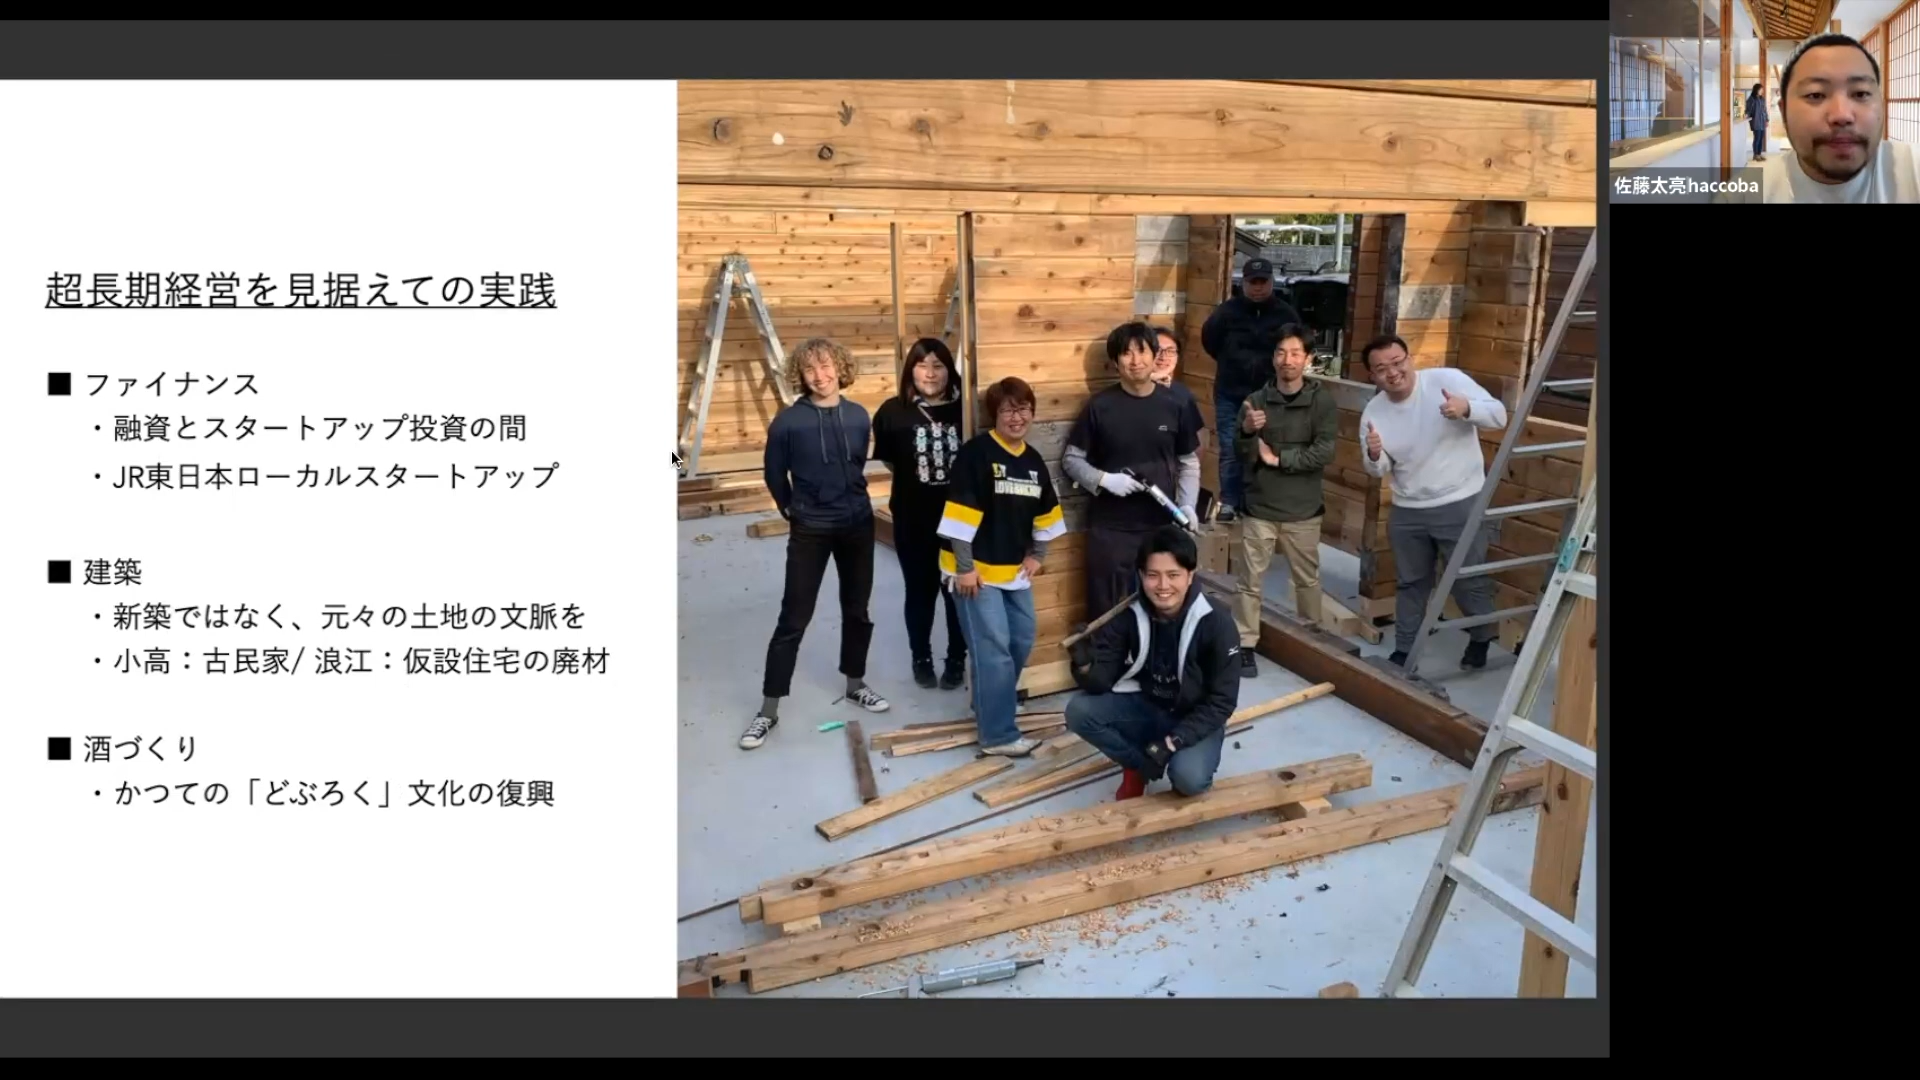 超長期経営を見据えての実践
■ ファイナンス
・融資とスタートアップ投資の間
・JR東日本ローカルスタートアップ
■ 建築
・新築ではなく、元々の土地の文脈を
・小高：古民家/ 浪江：仮設住宅の廃材
■ 酒づくり
・かつての「どぶろく」文化の復興
佐藤太亮haccoba